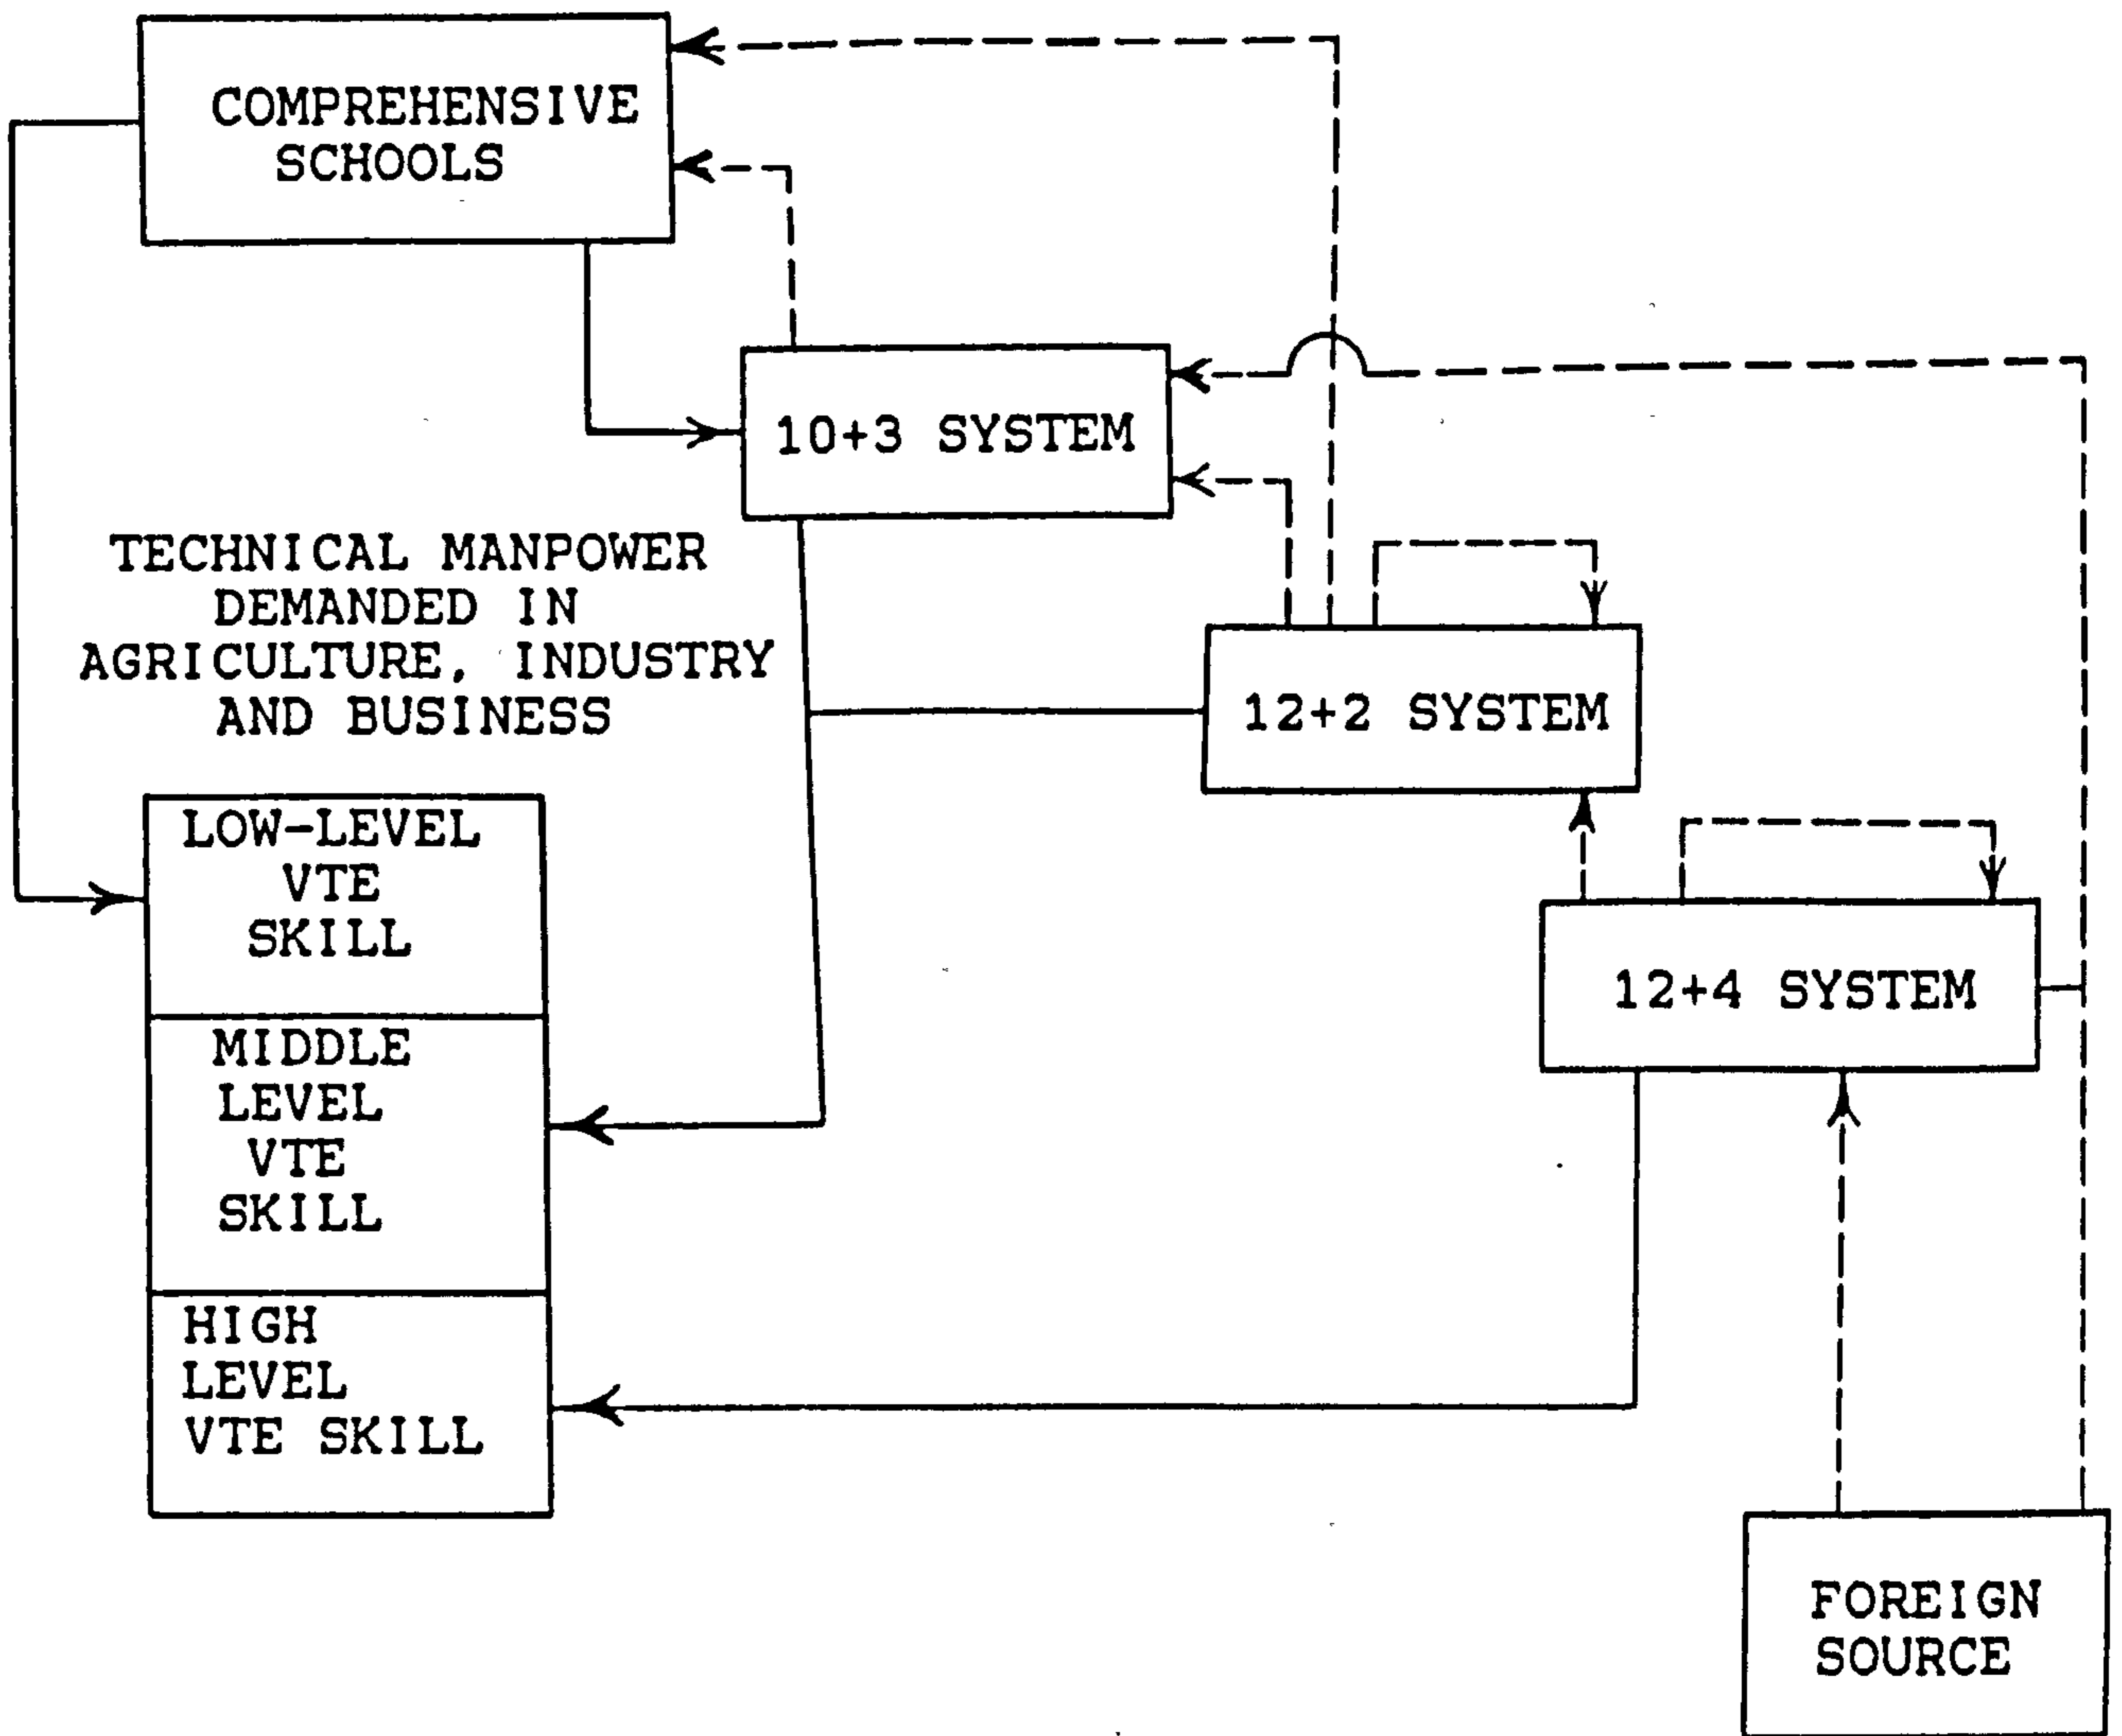 COMPREHENSIVE
SCHOOLS
10+3 SYSTEM
TECHNICAL MANPOWER
DEMANDED IN
AGRICULTURE, INDUSTRY
AND BUSINESS
12+2 SYSTEM
LOW-LEVEL
VTE
SKILL
12+4 SYSTEM
MIDDLE
LEVEL
VTE
SKILL
HIGH
LEVEL
VTE SKILL
FOREIGN
SOURCE